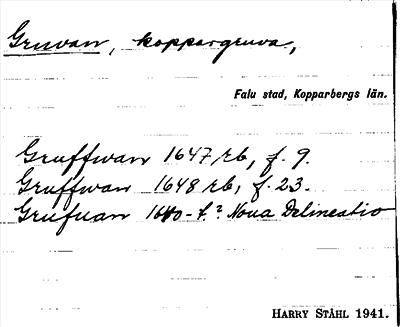 Gruvan, koppargruva,
Falu stad, Kopparbergs län.
Gruffwan 1647 rb, f. 9.
Gruffwan 1648 rb, f. 23.
Grufuan Noua Delineatio
HARRY STÅHL 1941.